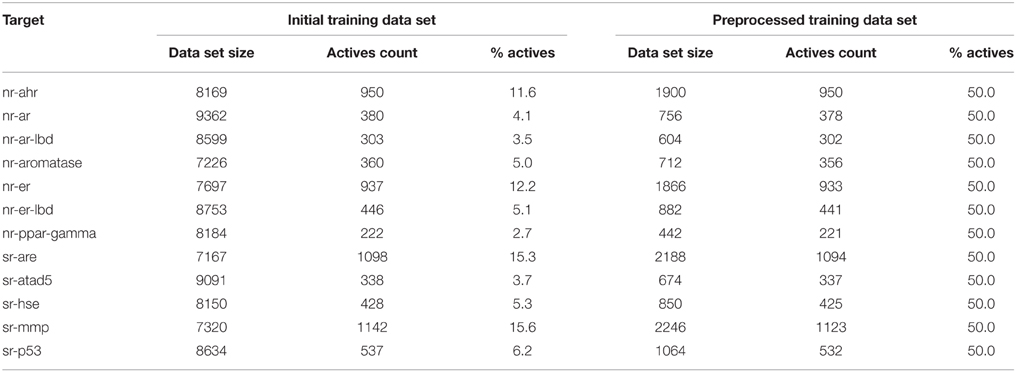 Target Initial training data set Preprocessed training data set
Data set size Actives count % actives Data set size Actives count % actives
nr-ahr 8169 950 11.6 1900 950 50.0
nr-ar 9362 380 4.1 756 378 50.0
nr-ar-lbd 8599 303 3.5 604 302 50.0
nr-aromatase 7226 360 5.0 712 356 50.0
nr-er 7697 937 12.2 1866 933 50.0
nr-er-lbd 8753 446 5.1 882 441 50.0
nr-ppar-gamma 8184 222 2.7 442 221 50.0
sr-are 7167 1098 15.3 2188 1094 50.0
sr-atad5 9091 338 3.7 674 337 50.0
sr-hse 8150 428 5.3 850 425 50.0
sr-mmp 7320 1142 15.6 2246 1123 50.0
sr-p53 8634 537 6.2 1064 532 50.0